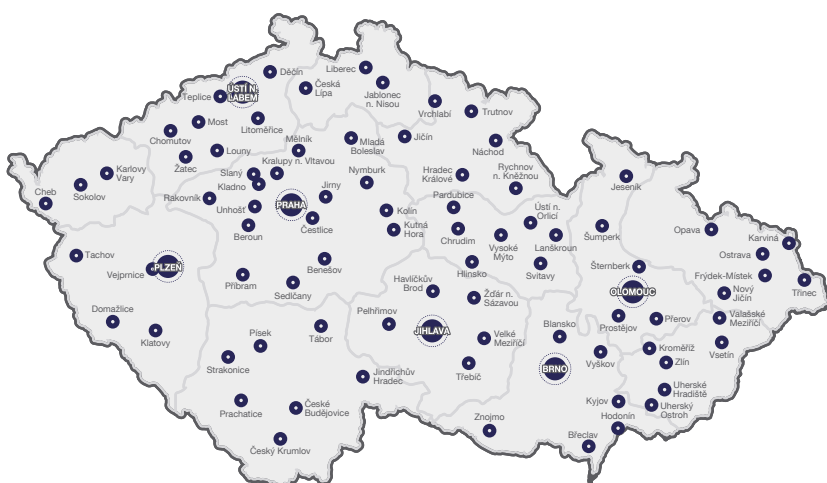 Děčín
Liberec
Česká
Lípa
Jablonec
n. Nisou
Teplice
ÚSTÍ N.
LABEM
Vrchlabí
Trutnov
Most
Litoměřice
Chomutov
Mělník
Mladá
Boleslav
Jičín
Náchod
Louny
Žatec
Kralupy n. Vltavou
Karlovy
Vary
Slaný
Kladno
Nymburk
Hradec
Králové
Rychnov
n. Kněžnou
Jeseník
Cheb
Sokolov
Rakovník
Jirny
Unhošť
PRAHA
Kolín
Pardubice
Čestlice
Beroun
Kutná
Hora
Chrudim
Ústí n.
Orlicí
Vysoké
Mýto
Lanškroun
Šumperk
Opava
Karviná
Tachov
Vejprnice
PLZEŇ
Benešov
Hlinsko
Svitavy
Šternberk
Ostrava
Frýdek-Místek
Třinec
Příbram
Sedlčany
Havlíčkův
Brod
Žďár n.
Sázavou
OLOMOUC
Nový
Jičín
Domažlice
Klatovy
Pelhřimov
JIHLAVA
Prostějov
Přerov
Valašské
Meziříčí
Písek
Tábor
Velké
Meziříčí
Blansko
Vsetín
Strakonice
Třebíč
BRNO
Vyškov
Kroměříž
Zlín
Jindřichův
Hradec
Prachatice
České
Budějovice
Uherské
Hradiště
Kyjov
Uherský
Ostroh
Znojmo
Hodonín
Český Krumlov
Břeclav